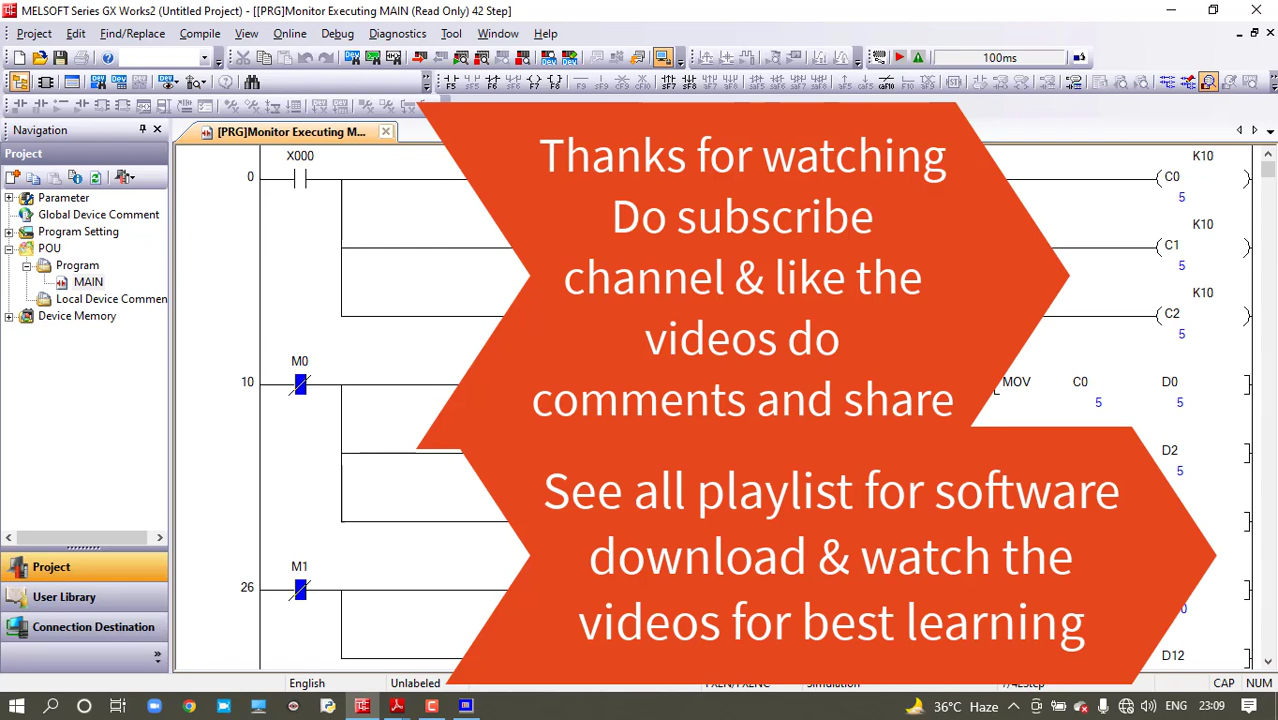 MELSOFT Series GX Works2 (Untitled Project) - [[PRG]Monitor Executing MAIN (Read Only) 42 Step]
Project Edit Find/Replace Compile View Online Debug Diagnostics Tool Window Help
100ms
Navigation
[PRG]Monitor Executing M...
Project
Parameter
Global Device Comment
Program Setting
POU
Program
MAIN
Local Device Commen
Device Memory
Project
User Library
Connection Destination
X000
K10
0
C0
5
K10
C1
5
K10
C2
5
M0
10
MOV C0 D0
5 5
D2
5
M1
26
D12
Thanks for watching
Do subscribe
channel & like the
videos do
comments and share
See all playlist for software
download & watch the
videos for best learning
English Unlabeled
CAP NUM
36°C Haze
ENG
23:09